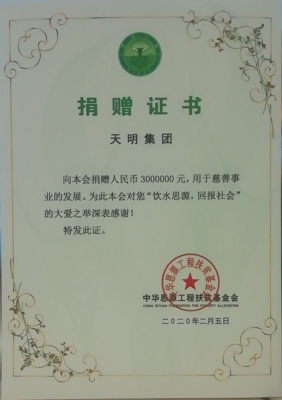 捐赠证书
天明集团
向本会捐赠人民币3000000元，用于慈善事
业的发展。为此本会对您“饮水思源，回报社会”
的大爱之举深表感谢！
特发此证。
中华思源工程扶贫基金会
CHINA SIYUAN FOUNDATION FOR POVERTY ALLEVIATION
二〇二〇年二月五日